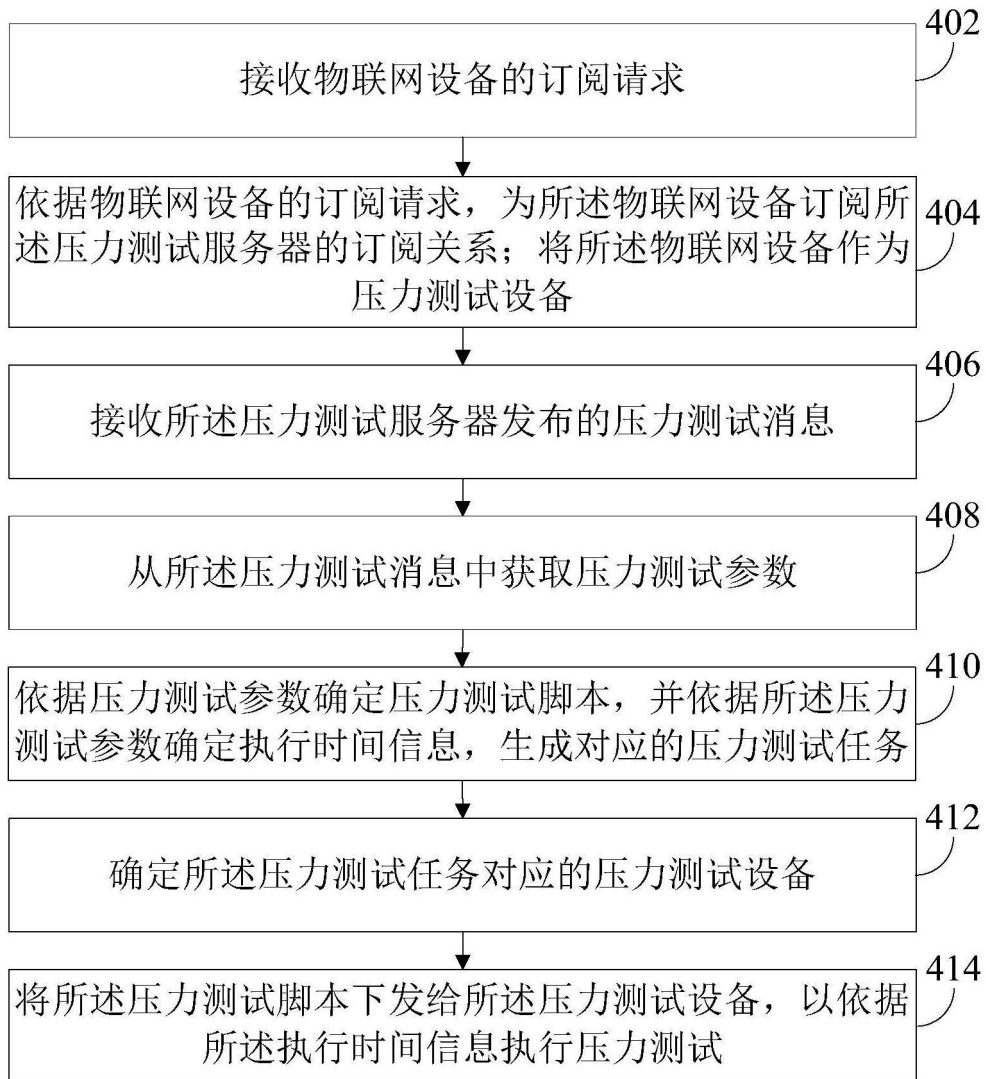 402
接收物联网设备的订阅请求
依据物联网设备的订阅请求，为所述物联网设备订阅所
述压力测试服务器的订阅关系；将所述物联网设备作为
压力测试设备
404
406
接收所述压力测试服务器发布的压力测试消息
408
从所述压力测试消息中获取压力测试参数
410
依据压力测试参数确定压力测试脚本，并依据所述压力
测试参数确定执行时间信息，生成对应的压力测试任务
412
确定所述压力测试任务对应的压力测试设备
414
将所述压力测试脚本下发给所述压力测试设备，以依据
所述执行时间信息执行压力测试